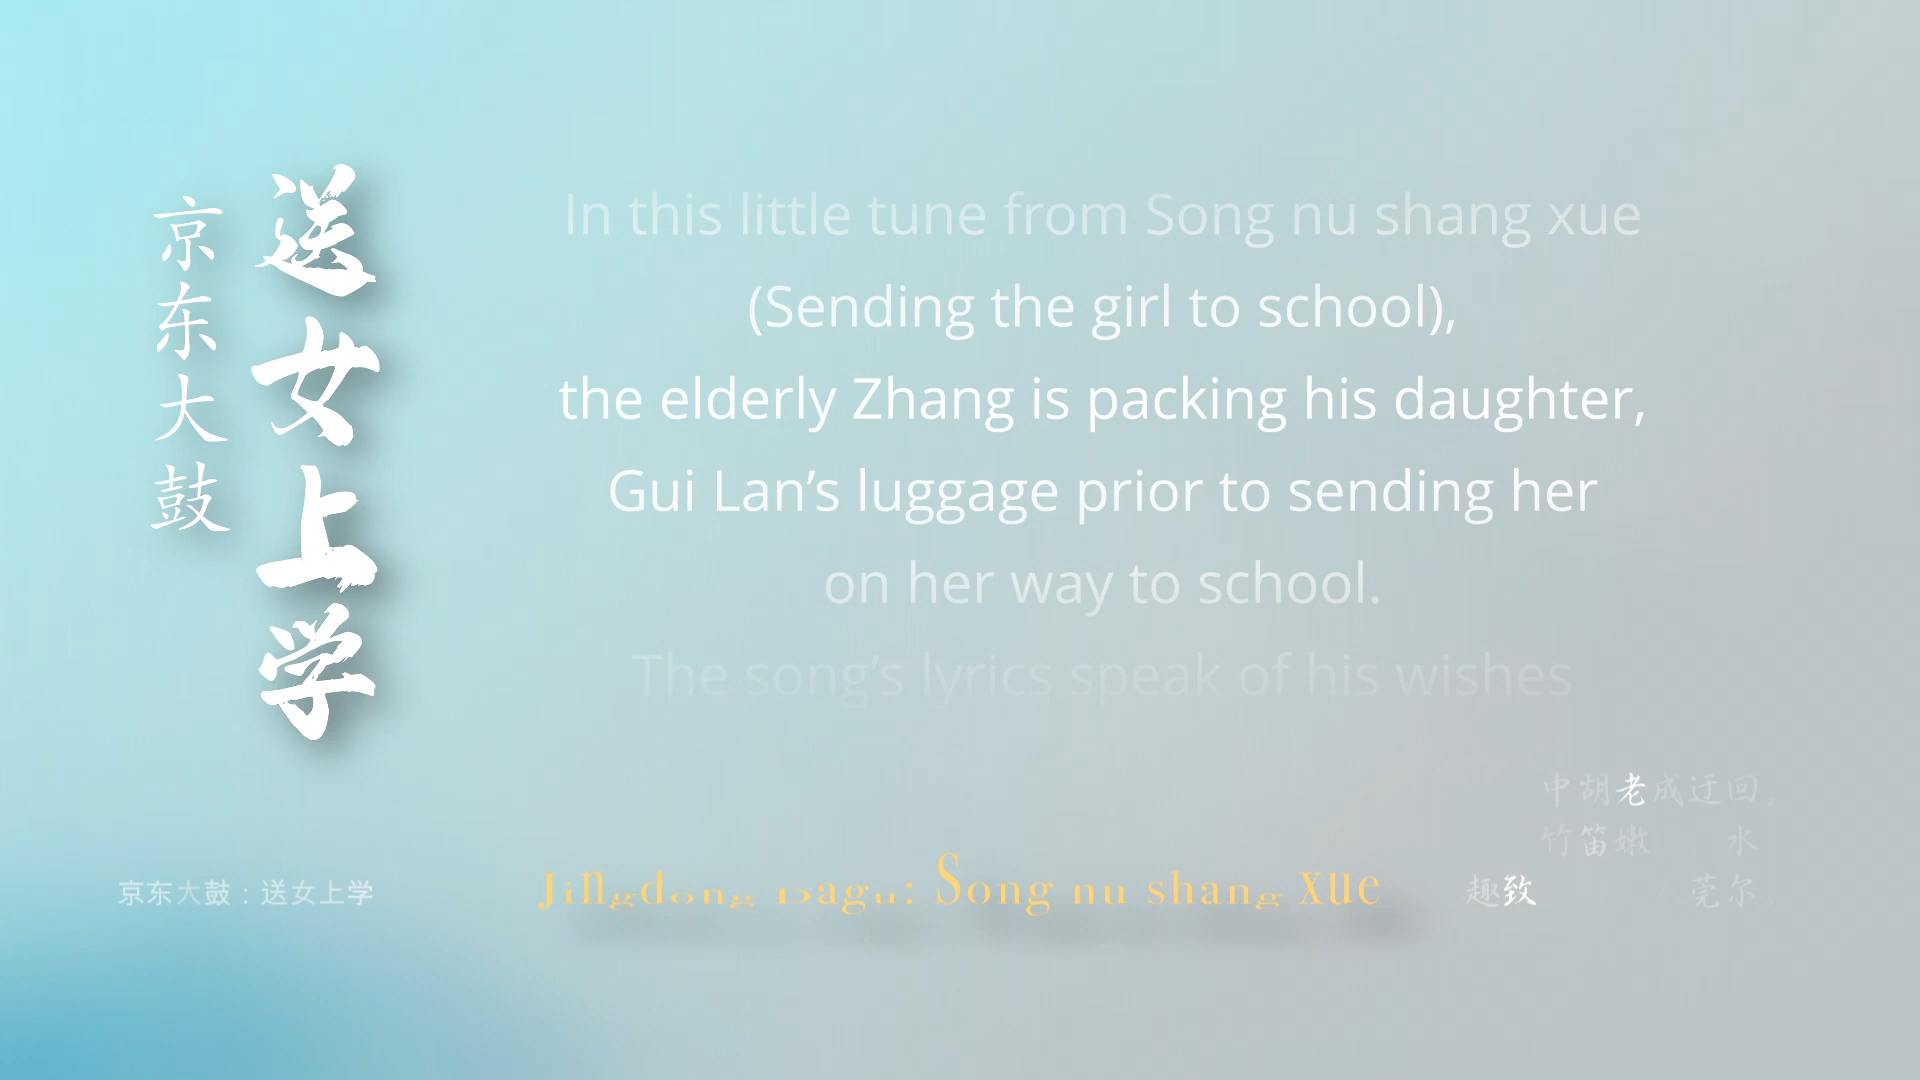 京东大鼓
送女上学
In this little tune from Song nu shang xue
(Sending the girl to school),
the elderly Zhang is packing his daughter,
Gui Lan’s luggage prior to sending her
on her way to school.
The song’s lyrics speak of his wishes
中胡老成迂回,
竹笛嫩 水
趣致 莞尔
京东大鼓：送女上学
Jingdong Dagu: Song nu shang xue